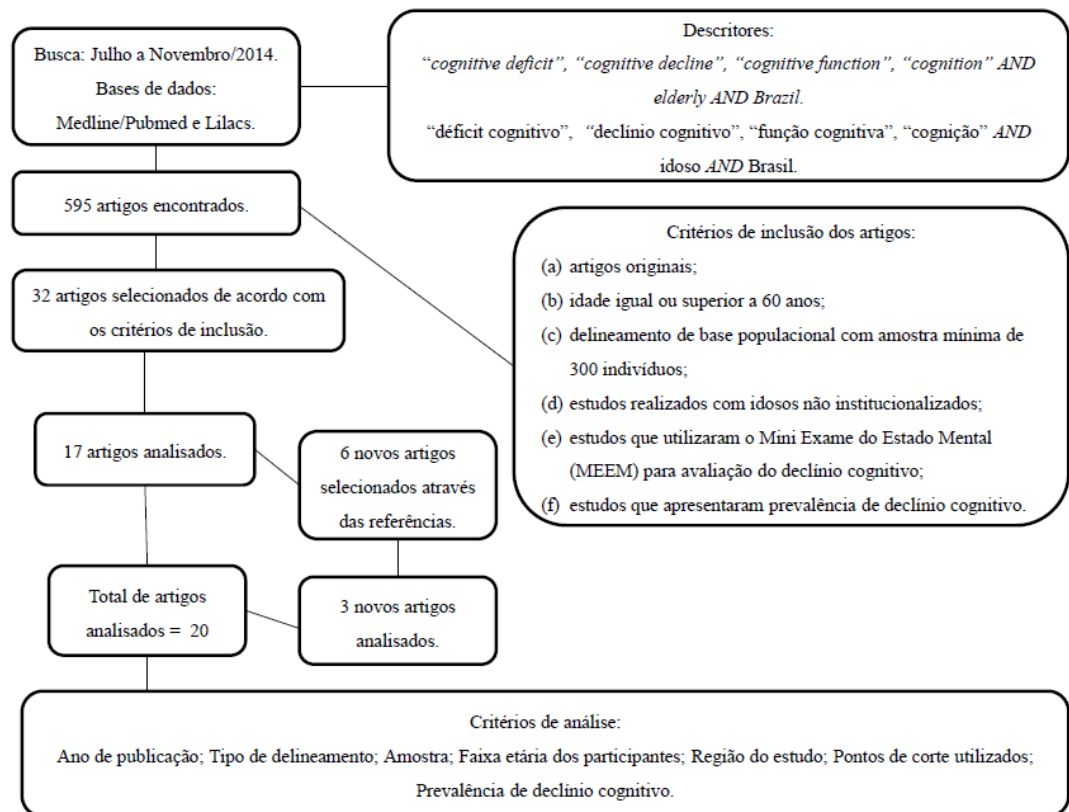 Busca: Julho a Novembro/2014.
Bases de dados:
Medline/Pubmed e Lilacs.
Descritores:
“cognitive deficit”, “cognitive decline”, “cognitive function”, “cognition” AND
elderly AND Brazil.
“déficit cognitivo”, “declínio cognitivo”, “função cognitiva”, “cognição” AND
idoso AND Brasil.
595 artigos encontrados.
Critérios de inclusão dos artigos:
(a) artigos originais;
(b) idade igual ou superior a 60 anos;
(c) delineamento de base populacional com amostra mínima de
300 indivíduos;
(d) estudos realizados com idosos não institucionalizados;
(e) estudos que utilizaram o Mini Exame do Estado Mental
(MEEM) para avaliação do declínio cognitivo;
(f) estudos que apresentaram prevalência de declínio cognitivo.
32 artigos selecionados de acordo com
os critérios de inclusão.
17 artigos analisados.
6 novos artigos
selecionados através
das referências.
3 novos artigos
analisados.
Total de artigos
analisados = 20
Critérios de análise:
Ano de publicação; Tipo de delineamento; Amostra; Faixa etária dos participantes; Região do estudo; Pontos de corte utilizados;
Prevalência de declínio cognitivo.